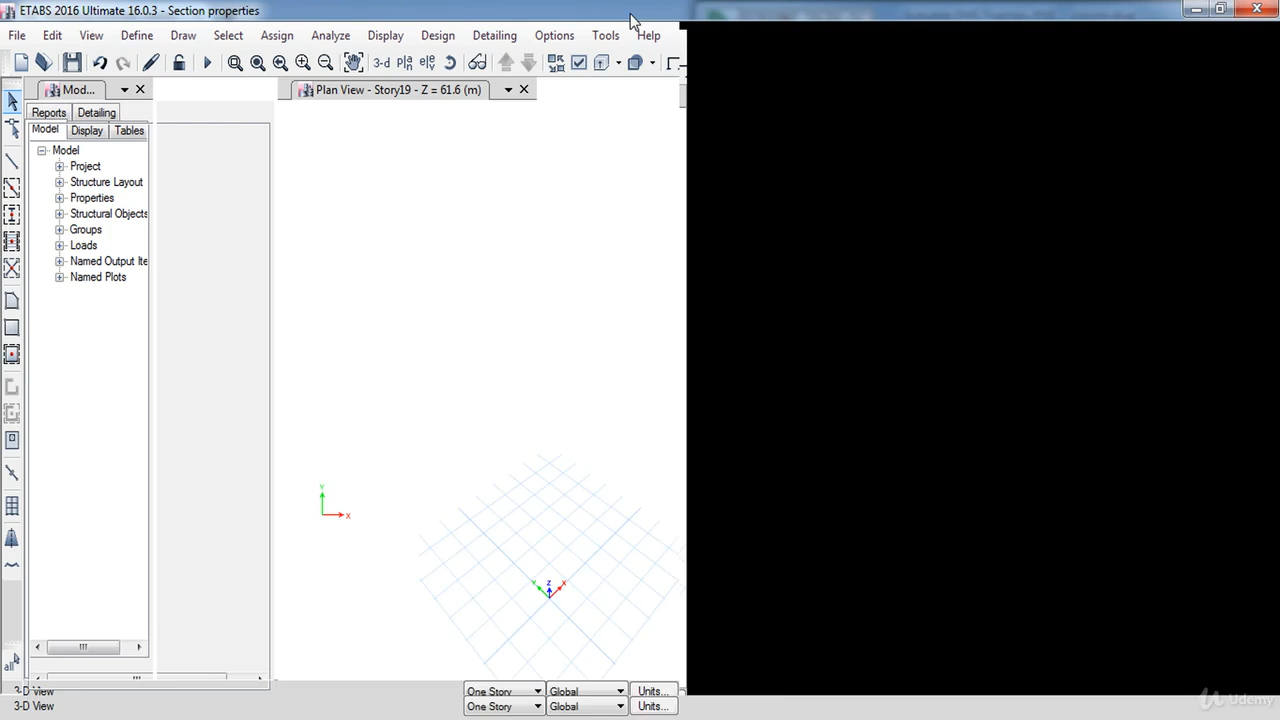 ETABS 2016 Ultimate 16.0.3 - Section properties
File Edit View Define Draw Select Assign Analyze Display Design Detailing Options Tools Help
3-d
Mod...
Plan View - Story19 - Z = 61.6 (m)
Reports Detailing
Model Display Tables
Model
Project
Structure Layout
Properties
Structural Objects
Groups
Loads
Named Output Ite
Named Plots
Y
X
Y Z X
all
3-D View One Story Global Units...
3-D View One Story Global Units...
Udemy